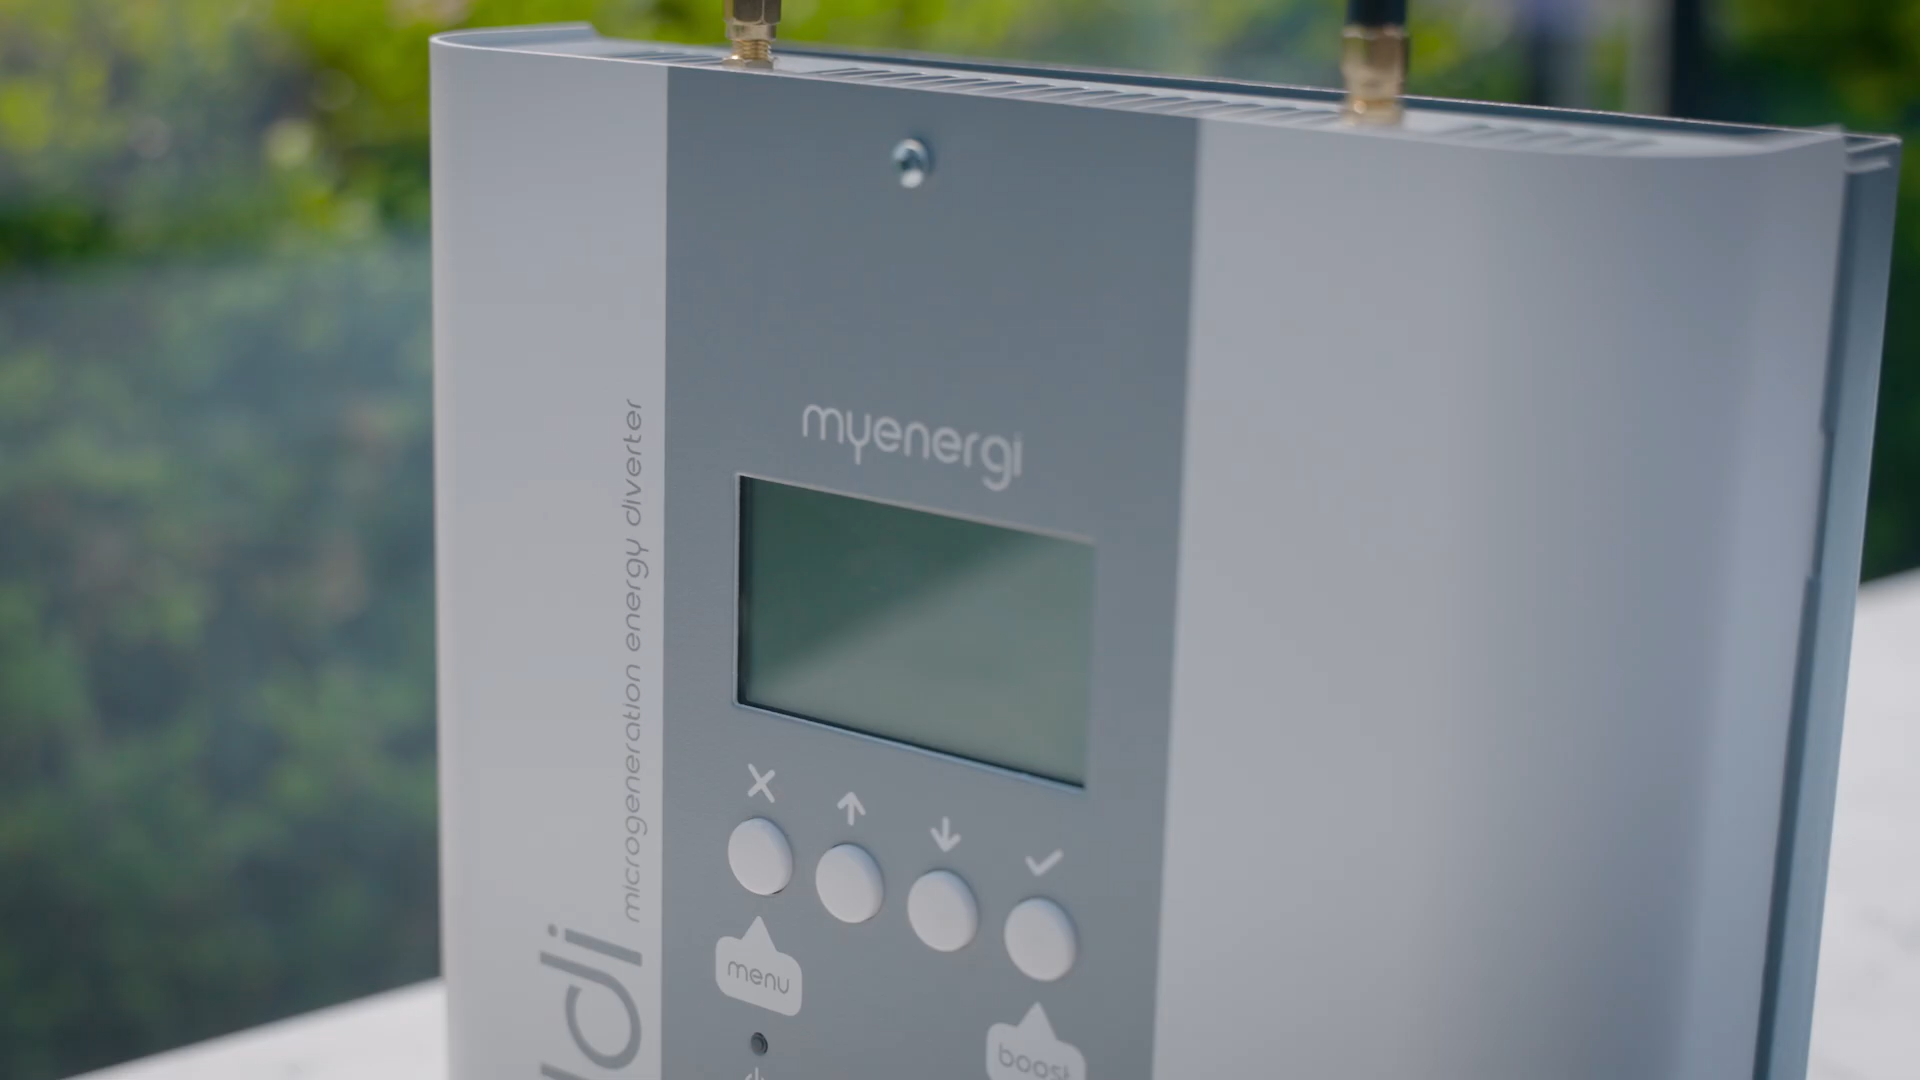 myenergi
microgeneration energy diverter
menu
boost